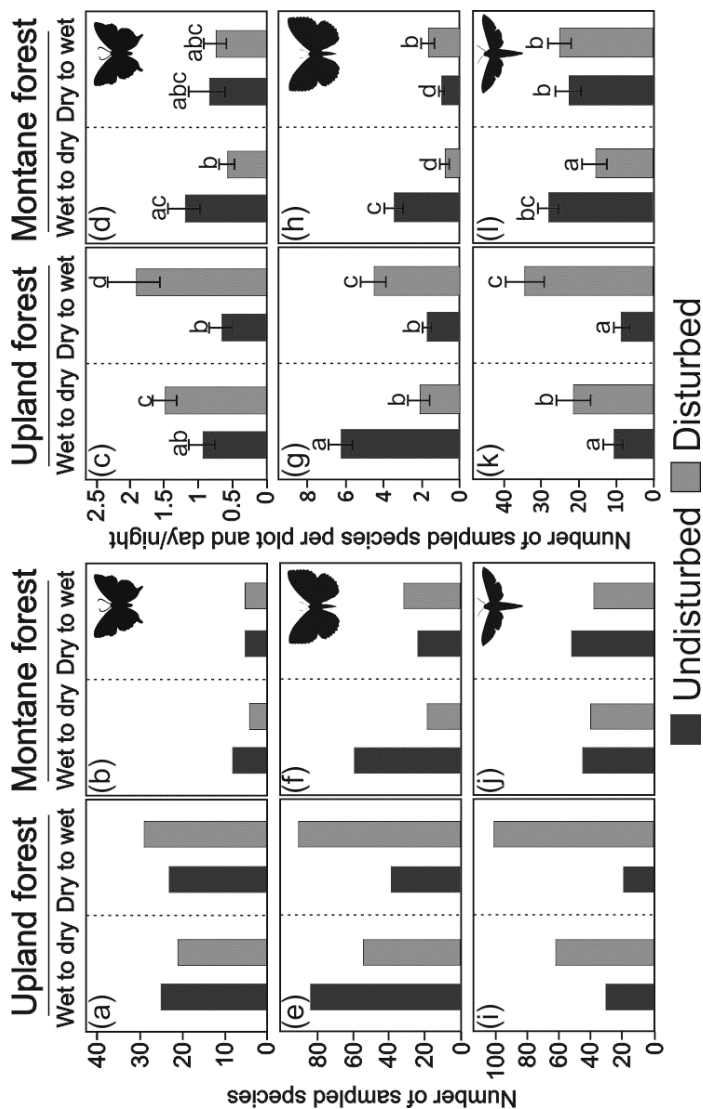 Upland forest Montane forest Upland forest Montane forest
Wet to dry Dry to wet Wet to dry Dry to wet Wet to dry Dry to wet Wet to dry Dry to wet
(a)
40
30
20
10
0
(b)
(c)
2.5
2
1.5
1
0.5
0
ab
c
b
d
(d)
ac
b
abc
abc
Number of sampled species
(e)
80
60
40
20
0
(f)
Number of sampled species per plot and day/night
(g)
8
6
4
2
0
a
b
b
c
(h)
c
d
d
b
(i)
100
80
60
40
20
0
(j)
(k)
40
30
20
10
0
a
b
a
c
(l)
bc
a
b
b
Undisturbed Disturbed